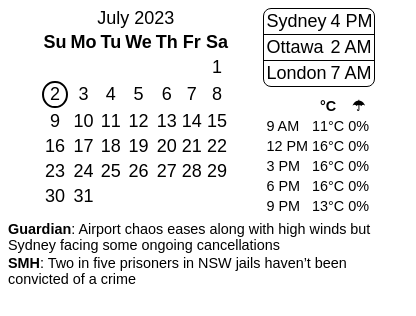 July 2023
Su Mo Tu We Th Fr Sa
1
2 3 4 5 6 7 8
9 10 11 12 13 14 15
16 17 18 19 20 21 22
23 24 25 26 27 28 29
30 31
Sydney 4 PM
Ottawa 2 AM
London 7 AM
°C ☂
9 AM 11°C 0%
12 PM 16°C 0%
3 PM 16°C 0%
6 PM 16°C 0%
9 PM 13°C 0%
Guardian: Airport chaos eases along with high winds but
Sydney facing some ongoing cancellations
SMH: Two in five prisoners in NSW jails haven’t been
convicted of a crime